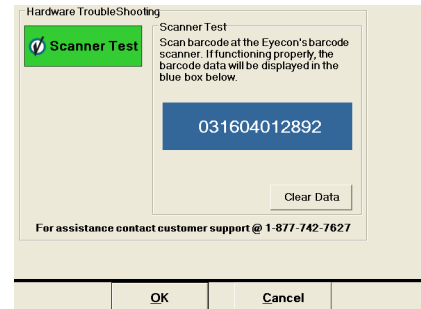 Hardware TroubleShooting
Scanner Test
Scanner Test
Scan barcode at the Eyecon's barcode
scanner. If functioning properly, the
barcode data will be displayed in the
blue box below.
031604012892
Clear Data
For assistance contact customer support @ 1-877-742-7627
OK
Cancel